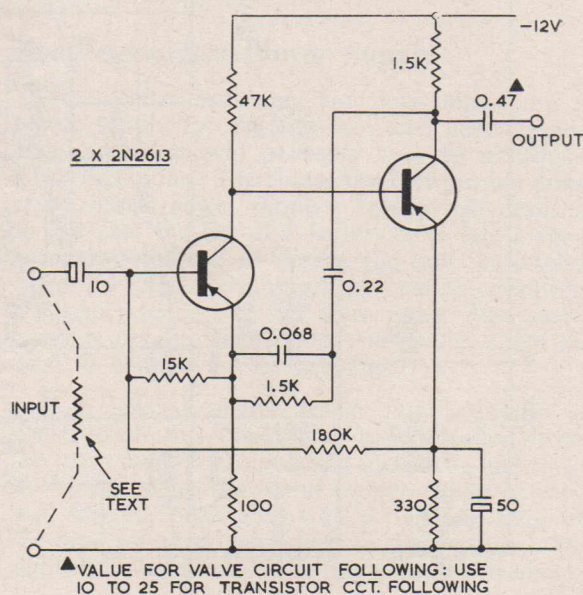 -12V
1.5K
▲
0.47
OUTPUT
47K
2 X 2N2613
10
0.22
0.068
15K
1.5K
INPUT
180K
SEE
TEXT
100
330
50
▲VALUE FOR VALVE CIRCUIT FOLLOWING: USE
10 TO 25 FOR TRANSISTOR CCT. FOLLOWING